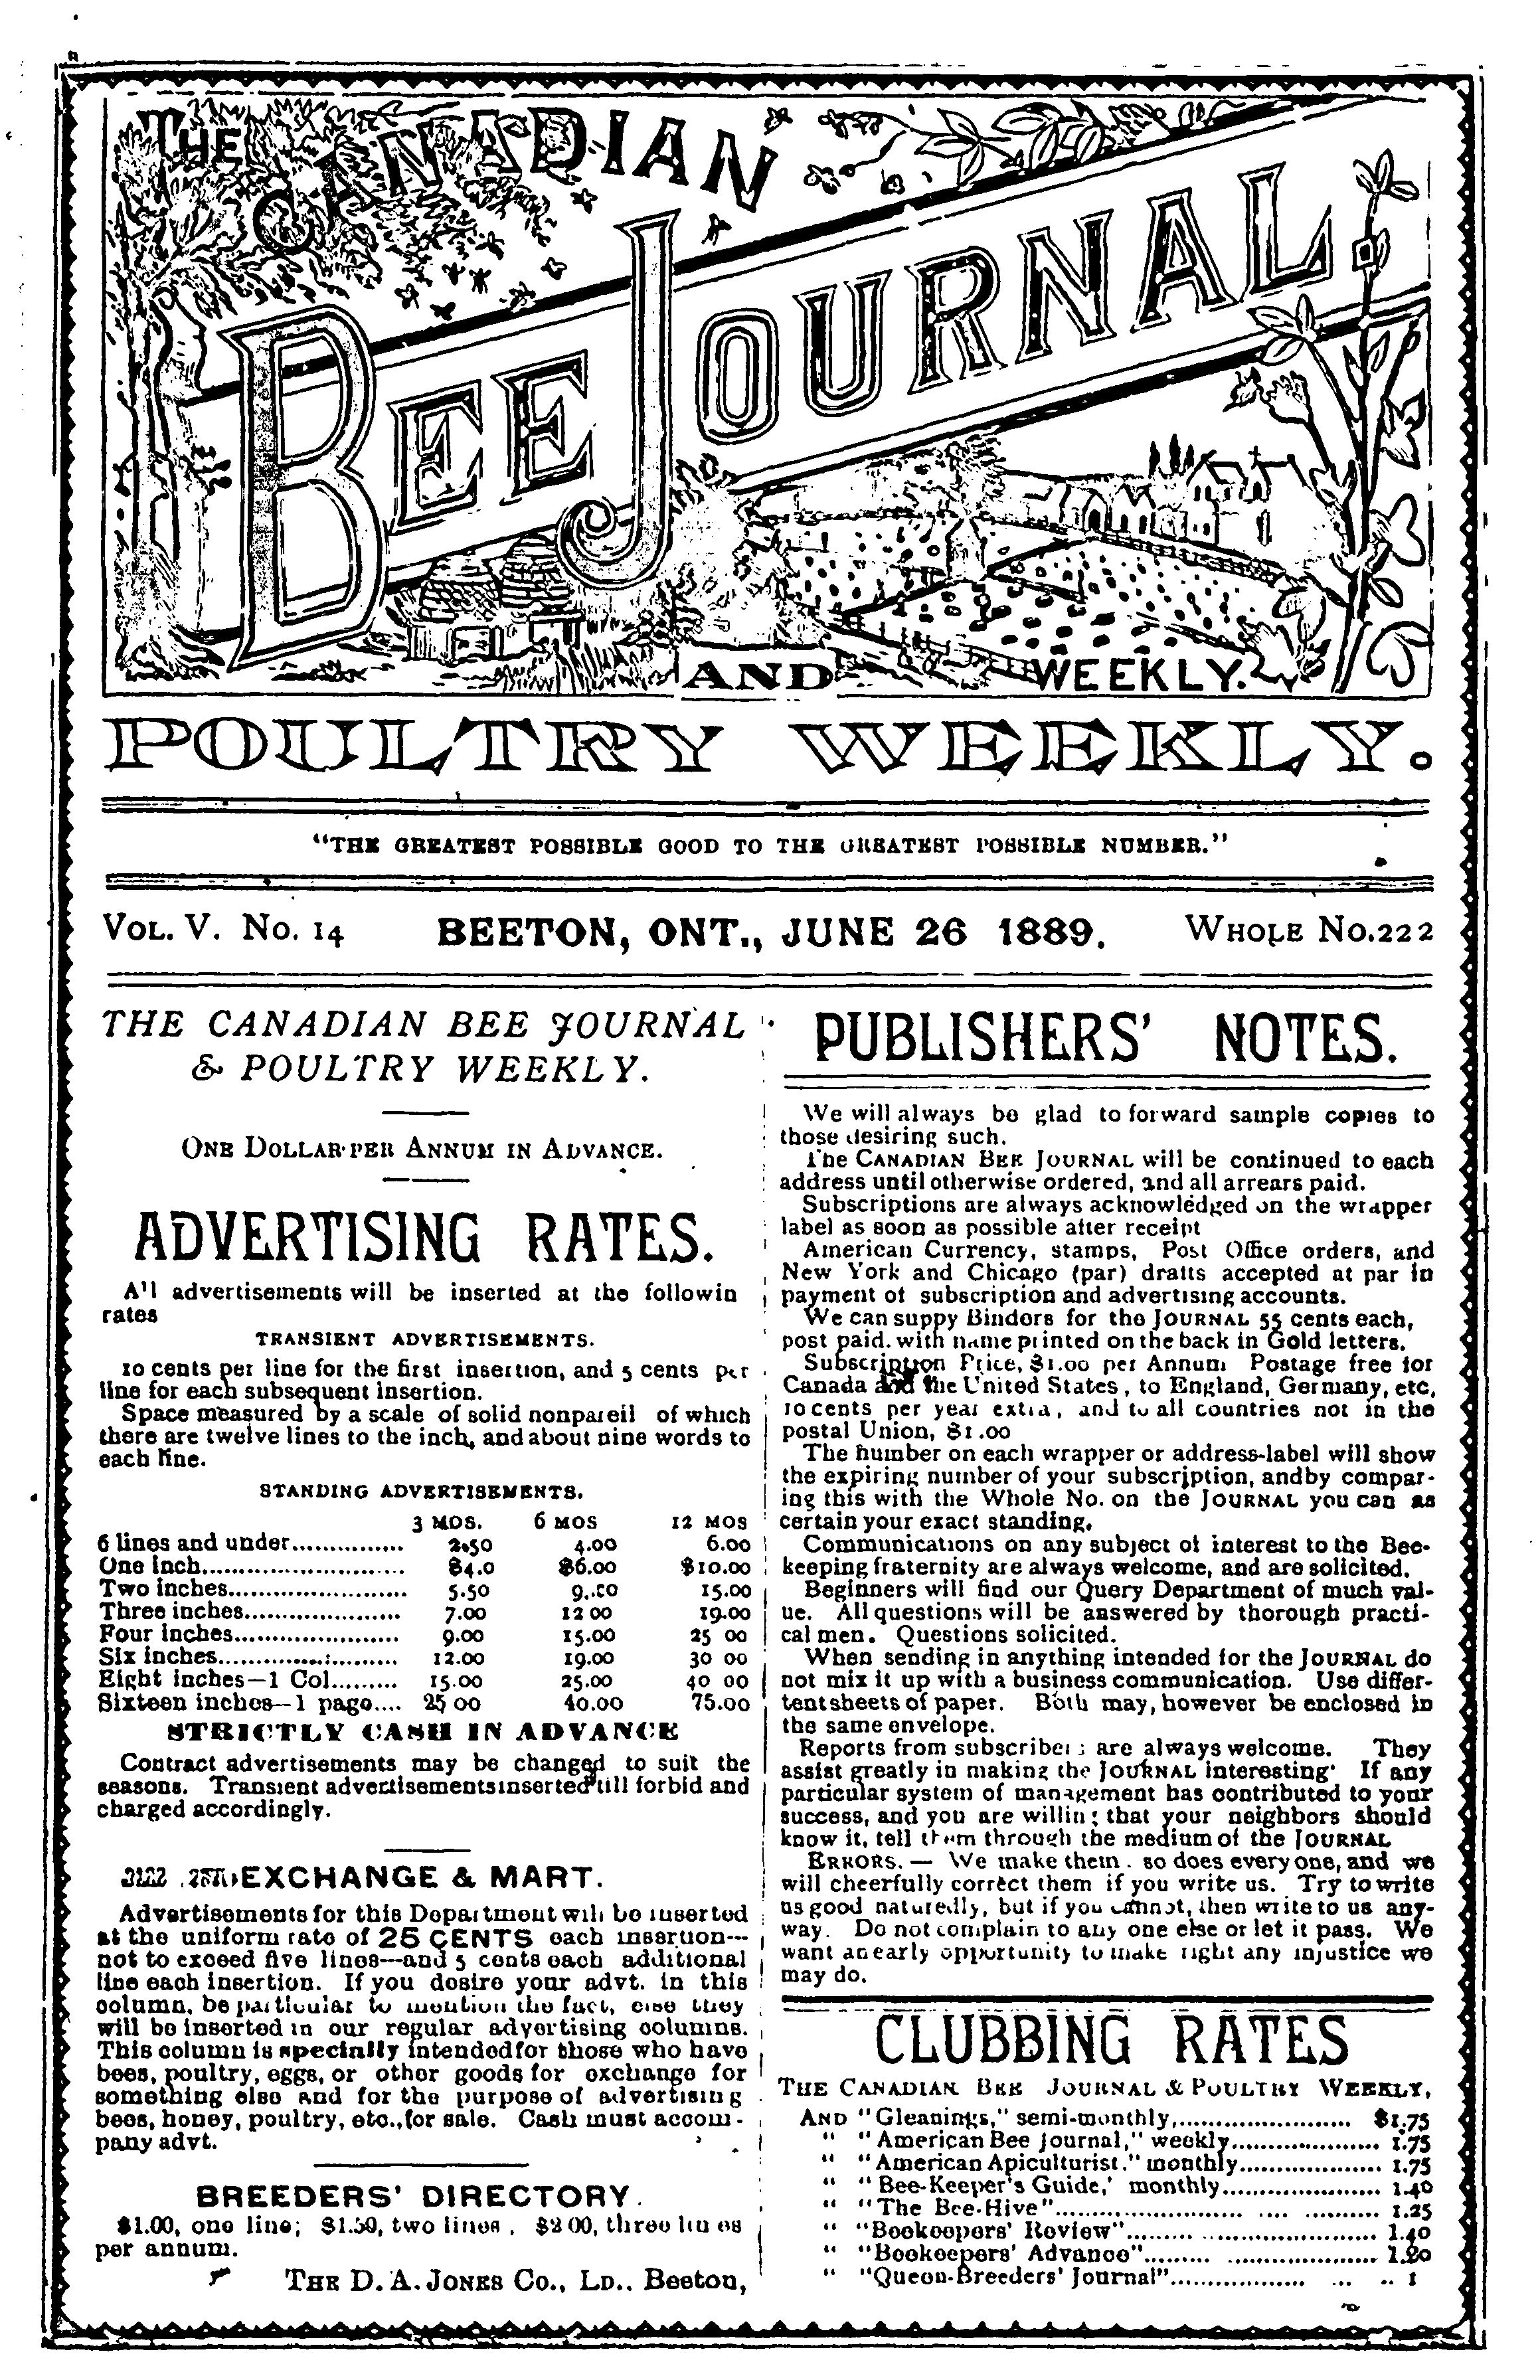 THE CANADIAN
BEE JOURNAL.
AND WEEKLY.
POULTRY WEEKLY.
"THE GREATEST POSSIBLE GOOD TO THE GREATEST POSSIBLE NUMBER."
VOL. V. NO. 14 BEETON, ONT., JUNE 26 1889. WHOLE NO.222
THE CANADIAN BEE JOURNAL
& POULTRY WEEKLY.
ONE DOLLAR PER ANNUM IN ADVANCE.
ADVERTISING RATES.
All advertisements will be inserted at the followin
rates
TRANSIENT ADVERTISEMENTS.
10 cents per line for the first insertion, and 5 cents per
line for each subsequent insertion.
Space measured by a scale of solid nonpareil of which
there are twelve lines to the inch, and about nine words to
each line.
STANDING ADVERTISEMENTS.
3 MOS. 6 MOS 12 MOS
6 lines and under............... 2.50 4.00 6.00
One inch.......................... $4.0 $6.00 $10.00
Two inches....................... 5.50 9.00 15.00
Three inches.................... 7.00 12 00 19.00
Four inches..................... 9.00 15.00 25 00
Six inches....................... 12.00 19.00 30 00
Eight inches—1 Col......... 15.00 25.00 40 00
Sixteen inches—1 page.... 25 00 40.00 75.00
STRICTLY CASH IN ADVANCE
Contract advertisements may be changed to suit the
seasons. Transient advertisements inserted till forbid and
charged accordingly.
EXCHANGE & MART.
Advertisements for this Department will be inserted
at the uniform rate of 25 CENTS each insertion—
not to exceed five lines—and 5 cents each additional
line each insertion. If you desire your advt. in this
column, be particular to mention the fact, else they
will be inserted in our regular advertising columns.
This column is specially intended for those who have
bees, poultry, eggs, or other goods for exchange for
something else and for the purpose of advertising
bees, honey, poultry, etc., for sale. Cash must accom-
pany advt.
BREEDERS' DIRECTORY.
$1.00, one line; $1.50, two lines, $2 00, three lines
per annum.
THE D. A. JONES CO., LD., Beeton,
PUBLISHERS' NOTES.
We will always be glad to forward sample copies to
those desiring such.
The CANADIAN BEE JOURNAL will be continued to each
address until otherwise ordered, and all arrears paid.
Subscriptions are always acknowledged on the wrapper
label as soon as possible after receipt
American Currency, stamps, Post Office orders, and
New York and Chicago (par) drafts accepted at par in
payment of subscription and advertising accounts.
We can suppy Binders for the JOURNAL 55 cents each,
post paid. with name printed on the back in Gold letters.
Subscription Price, $1.00 per Annum Postage free for
Canada and the United States, to England, Germany, etc,
10 cents per year extra, and to all countries not in the
postal Union, $1.00
The number on each wrapper or address-label will show
the expiring number of your subscription, andby compar-
ing this with the Whole No. on the JOURNAL you can as
certain your exact standing.
Communications on any subject of interest to the Bee-
keeping fraternity are always welcome, and are solicited.
Beginners will find our Query Department of much val-
ue. All questions will be answered by thorough practi-
cal men. Questions solicited.
When sending in anything intended for the JOURNAL do
not mix it up with a business communication. Use differ-
tent sheets of paper. Both may, however be enclosed in
the same envelope.
Reports from subscribers are always welcome. They
assist greatly in making the JOURNAL interesting. If any
particular system of management has contributed to your
success, and you are willing that your neighbors should
know it, tell them through the medium of the JOURNAL
ERRORS. — We make them . so does every one, and we
will cheerfully correct them if you write us. Try to write
us good naturedly, but if you cannot, then write to us any-
way. Do not complain to any one else or let it pass. We
want an early opportunity to make right any injustice we
may do.
CLUBBING RATES
THE CANADIAN BEE JOURNAL & POULTRY WEEKLY,
AND "Gleanings," semi-monthly,....................... $1.75
" "American Bee Journal," weekly..................... 1.75
" "American Apiculturist." monthly.................... 1.75
" "Bee-Keeper's Guide,' monthly...................... 1.40
" "The Bee-Hive"........................ .... .......... 1.25
" "Beekeepers' Review"......... ...................... 1.40
" "Beekeepers' Advance"......... .................... 1.20
" "Queen-Breeders' Journal".................. ... .. 1